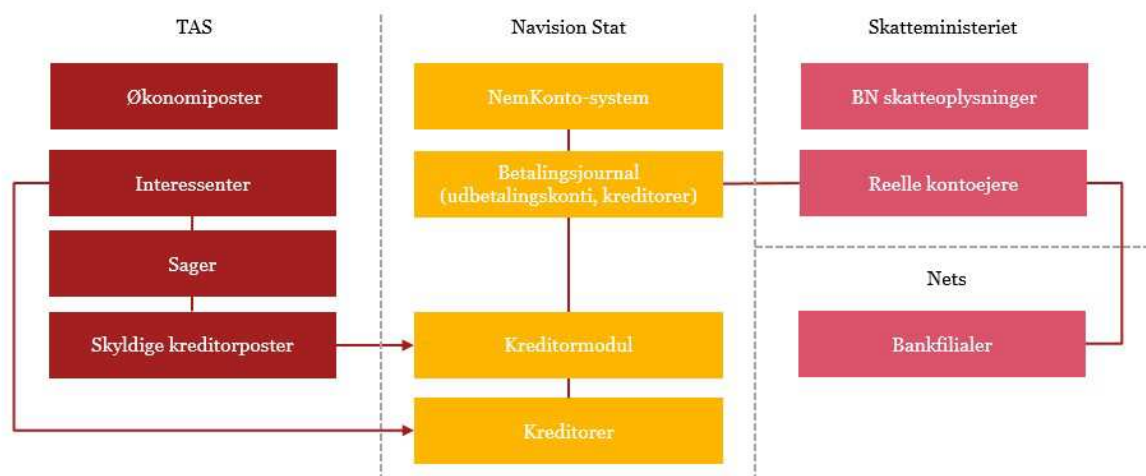 TAS
Økonomiposter
Interessenter
Sager
Skyldige kreditorposter
Navision Stat
NemKonto-system
Betalingsjournal
(udbetalingskonti, kreditorer)
Kreditormodul
Kreditorer
Skatteministeriet
BN skatteoplysninger
Reelle kontoejere
Nets
Bankfilialer